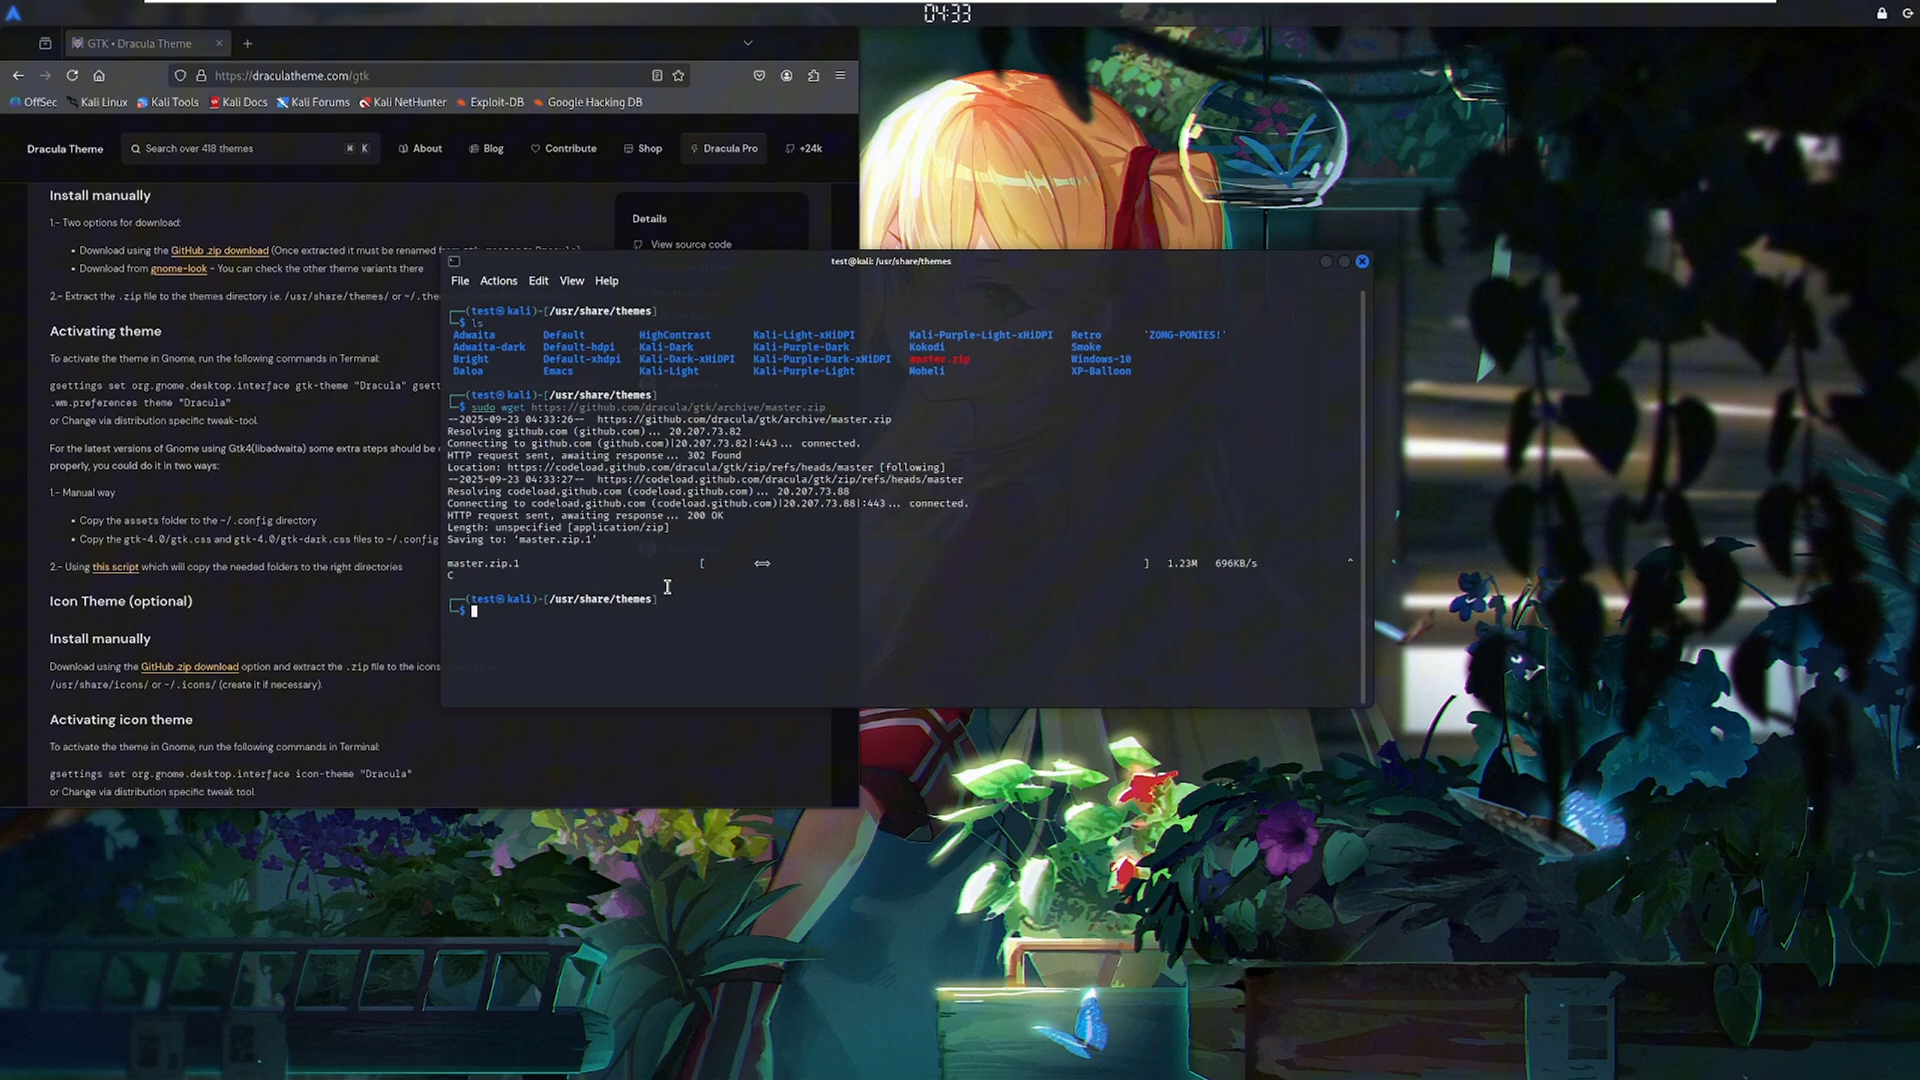 04:33
GTK • Dracula Theme
https://draculatheme.com/gtk
OffSec Kali Linux Kali Tools Kali Docs Kali Forums Kali NetHunter Exploit-DB Google Hacking DB
Dracula Theme Search over 418 themes ⌘ K About Blog Contribute Shop Dracula Pro +24k
Install manually
1.- Two options for download:
• Download using the GitHub .zip download (Once extracted it must be renamed from gtk-master to Dracula)
• Download from gnome-look - You can check the other theme variants there
2.- Extract the .zip file to the themes directory i.e. /usr/share/themes/ or ~/.the
Activating theme
To activate the theme in Gnome, run the following commands in Terminal:
gsettings set org.gnome.desktop.interface gtk-theme "Dracula" gsett
.wm.preferences theme "Dracula"
or Change via distribution specific tweak-tool.
For the latest versions of Gnome using Gtk4(libadwaita) some extra steps should be
properly, you could do it in two ways:
1.- Manual way
• Copy the assets folder to the ~/.config directory
• Copy the gtk-4.0/gtk.css and gtk-4.0/gtk-dark.css files to ~/.config
2.- Using this script which will copy the needed folders to the right directories
Icon Theme (optional)
Install manually
Download using the GitHub .zip download option and extract the .zip file to the icons
/usr/share/icons/ or ~/.icons/ (create it if necessary).
Activating icon theme
To activate the theme in Gnome, run the following commands in Terminal:
gsettings set org.gnome.desktop.interface icon-theme "Dracula"
or Change via distribution specific tweak tool.
Details
View source code
test@kali: /usr/share/themes
File Actions Edit View Help
┌──(test㉿kali)-[/usr/share/themes]
└─$ ls
Adwaita Default HighContrast Kali-Light-xHiDPI Kali-Purple-Light-xHiDPI Retro 'ZOMG-PONIES!'
Adwaita-dark Default-hdpi Kali-Dark Kali-Purple-Dark Kokodi Smoke
Bright Default-xhdpi Kali-Dark-xHiDPI Kali-Purple-Dark-xHiDPI master.zip Windows-10
Daloa Emacs Kali-Light Kali-Purple-Light Moheli XP-Balloon
┌──(test㉿kali)-[/usr/share/themes]
└─$ sudo wget https://github.com/dracula/gtk/archive/master.zip
--2025-09-23 04:33:26-- https://github.com/dracula/gtk/archive/master.zip
Resolving github.com (github.com)... 20.207.73.82
Connecting to github.com (github.com)|20.207.73.82|:443... connected.
HTTP request sent, awaiting response... 302 Found
Location: https://codeload.github.com/dracula/gtk/zip/refs/heads/master [following]
--2025-09-23 04:33:27-- https://codeload.github.com/dracula/gtk/zip/refs/heads/master
Resolving codeload.github.com (codeload.github.com)... 20.207.73.88
Connecting to codeload.github.com (codeload.github.com)|20.207.73.88|:443... connected.
HTTP request sent, awaiting response... 200 OK
Length: unspecified [application/zip]
Saving to: ‘master.zip.1’
master.zip.1 [ <=> ] 1.23M 696KB/s ^
C
┌──(test㉿kali)-[/usr/share/themes]
└─$